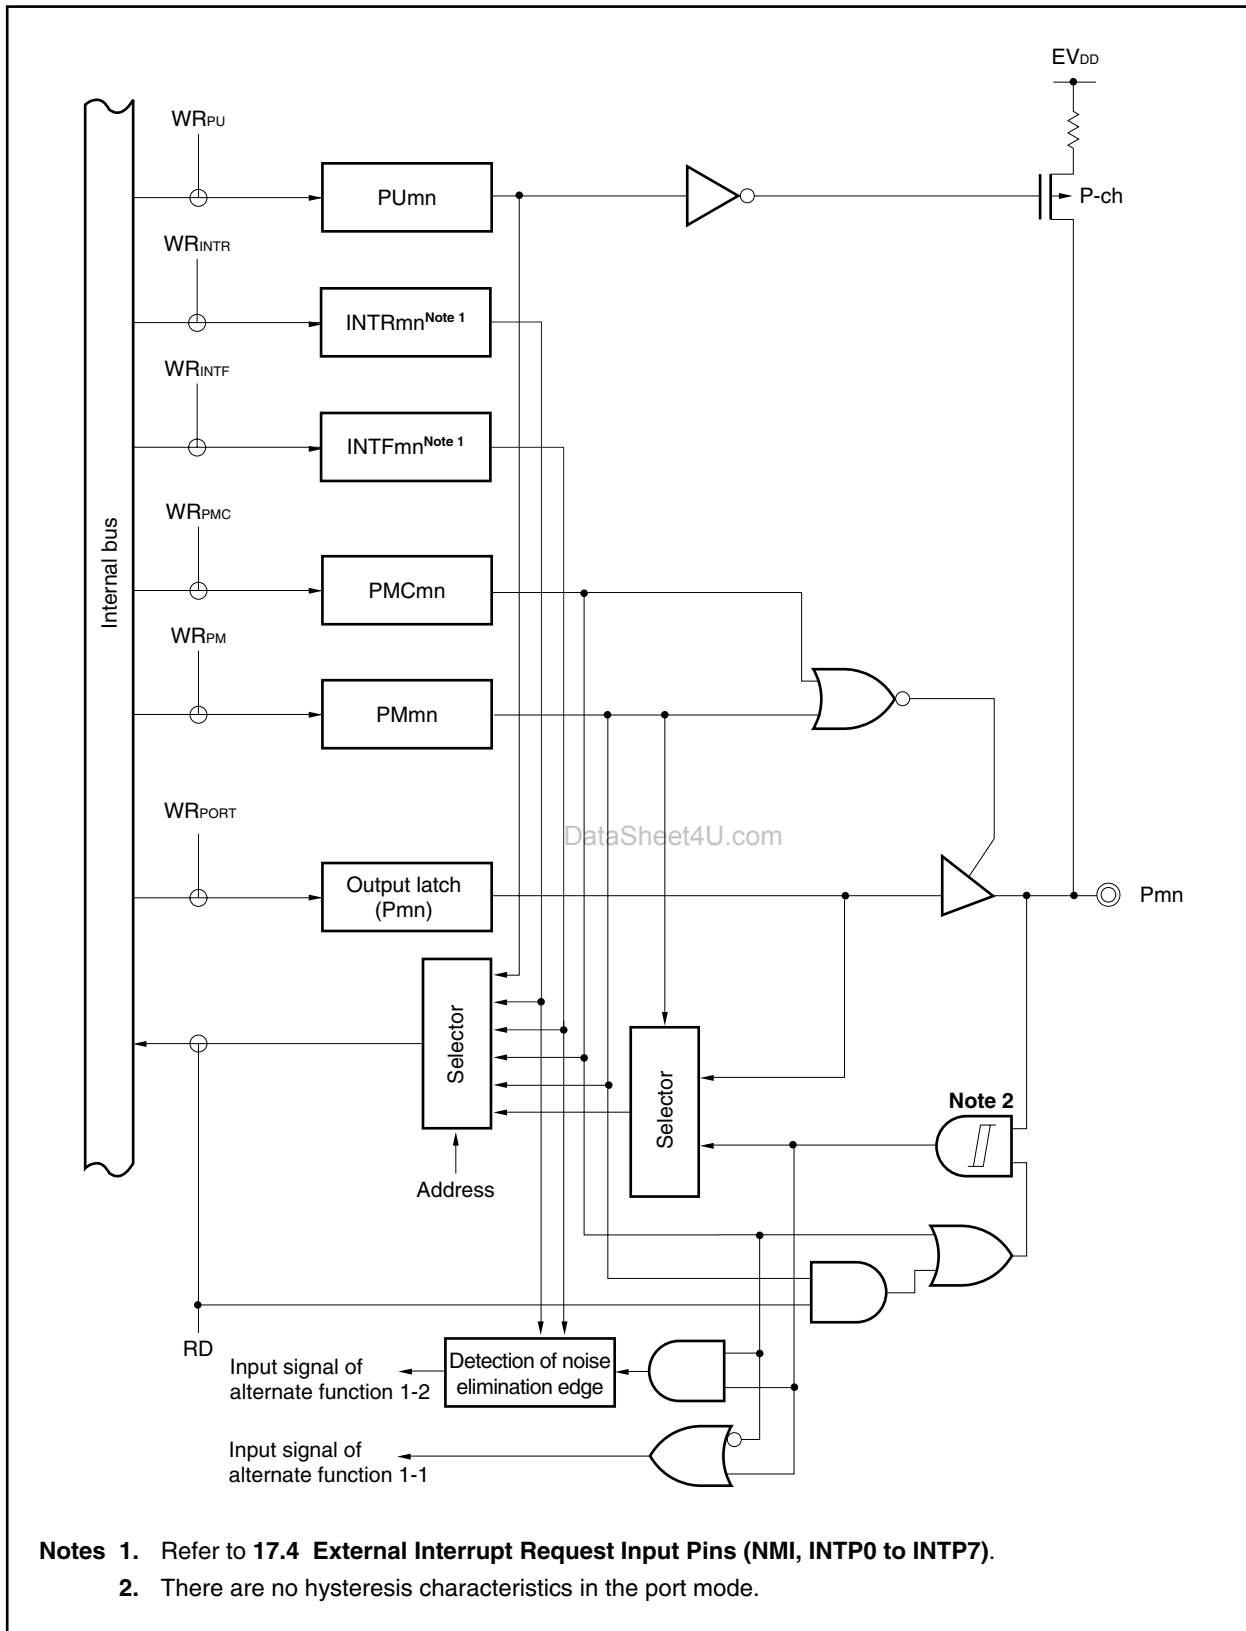 EVDD
WRPU
PUmn
P-ch
WRINTR
INTRmnNote 1
WRINTF
INTFmnNote 1
WRPMC
Internal bus
PMCmn
WRPM
PMmn
WRPORT
DataSheet4U.com
Output latch
(Pmn)
Pmn
Selector
Selector
Note 2
Address
RD
Input signal of
alternate function 1-2
Detection of noise
elimination edge
Input signal of
alternate function 1-1
Notes 1. Refer to 17.4 External Interrupt Request Input Pins (NMI, INTP0 to INTP7).
2. There are no hysteresis characteristics in the port mode.